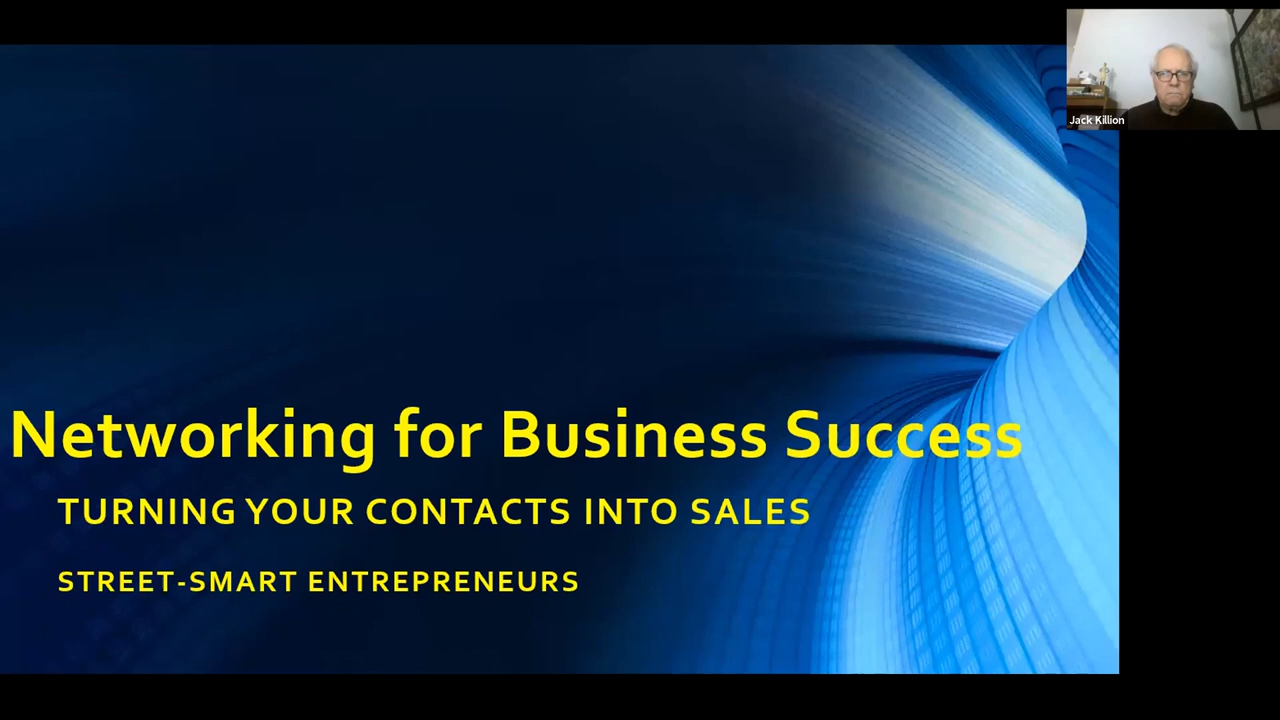 Jack Killion
Networking for Business Success
TURNING YOUR CONTACTS INTO SALES
STREET-SMART ENTREPRENEURS